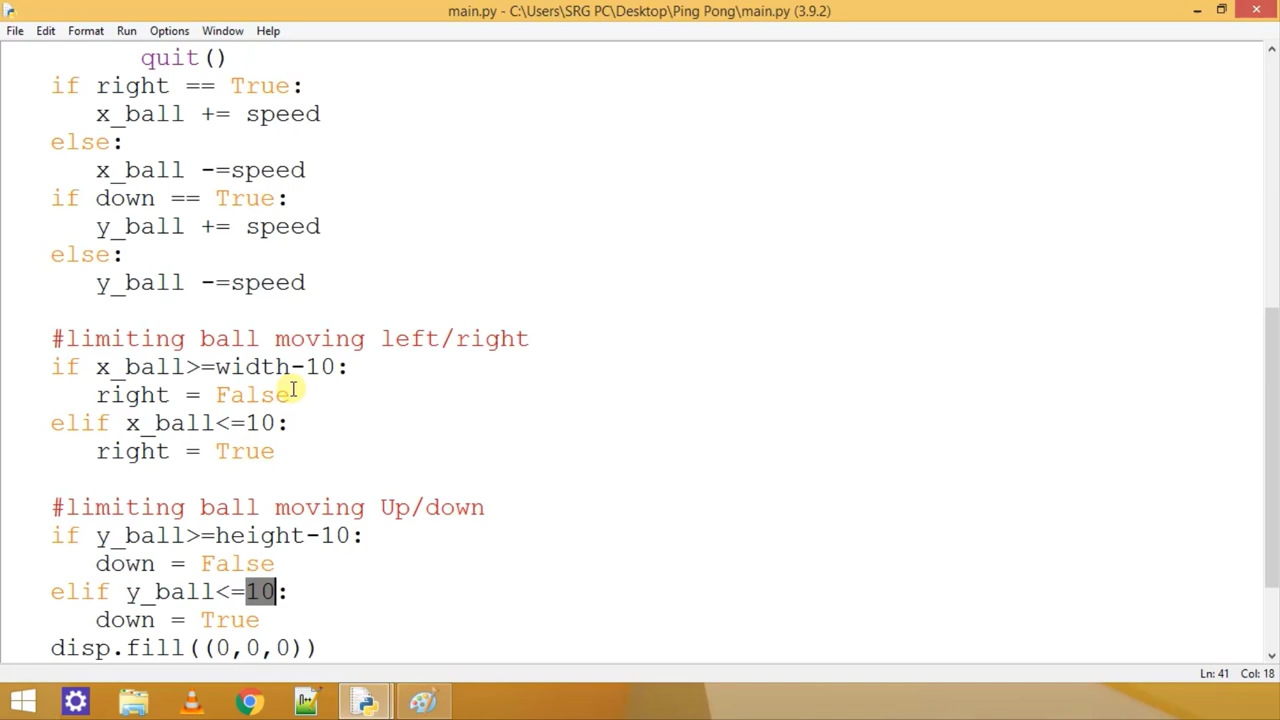 main.py - C:\Users\SRG PC\Desktop\Ping Pong\main.py (3.9.2)
File Edit Format Run Options Window Help
quit()
if right == True:
x_ball += speed
else:
x_ball -=speed
if down == True:
y_ball += speed
else:
y_ball -=speed
#limiting ball moving left/right
if x_ball>=width-10:
right = False
elif x_ball<=10:
right = True
#limiting ball moving Up/down
if y_ball>=height-10:
down = False
elif y_ball<=10:
down = True
disp.fill((0,0,0))
Ln: 41 Col: 18